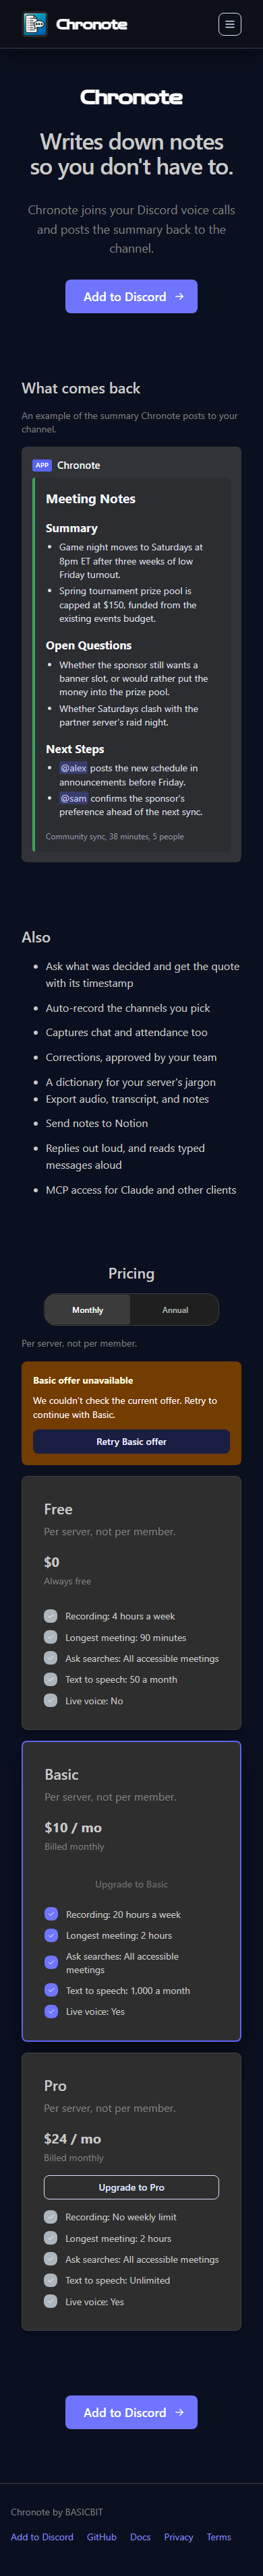 Chronote
Chronote
Writes down notes
so you don't have to.
Chronote joins your Discord voice calls
and posts the summary back to the
channel.
Add to Discord →
What comes back
An example of the summary Chronote posts to your
channel.
APP Chronote
Meeting Notes
Summary
• Game night moves to Saturdays at
8pm ET after three weeks of low
Friday turnout.
• Spring tournament prize pool is
capped at $150, funded from the
existing events budget.
Open Questions
• Whether the sponsor still wants a
banner slot, or would rather put the
money into the prize pool.
• Whether Saturdays clash with the
partner server's raid night.
Next Steps
• @alex posts the new schedule in
announcements before Friday.
• @sam confirms the sponsor's
preference ahead of the next sync.
Community sync, 38 minutes, 5 people
Also
• Ask what was decided and get the quote
with its timestamp
• Auto-record the channels you pick
• Captures chat and attendance too
• Corrections, approved by your team
• A dictionary for your server's jargon
• Export audio, transcript, and notes
• Send notes to Notion
• Replies out loud, and reads typed
messages aloud
• MCP access for Claude and other clients
Pricing
Monthly Annual
Per server, not per member.
Basic offer unavailable
We couldn't check the current offer. Retry to
continue with Basic.
Retry Basic offer
Free
Per server, not per member.
$0
Always free
Recording: 4 hours a week
Longest meeting: 90 minutes
Ask searches: All accessible meetings
Text to speech: 50 a month
Live voice: No
Basic
Per server, not per member.
$10 / mo
Billed monthly
Upgrade to Basic
Recording: 20 hours a week
Longest meeting: 2 hours
Ask searches: All accessible
meetings
Text to speech: 1,000 a month
Live voice: Yes
Pro
Per server, not per member.
$24 / mo
Billed monthly
Upgrade to Pro
Recording: No weekly limit
Longest meeting: 2 hours
Ask searches: All accessible meetings
Text to speech: Unlimited
Live voice: Yes
Add to Discord →
Chronote by BASICBIT
Add to Discord GitHub Docs Privacy Terms